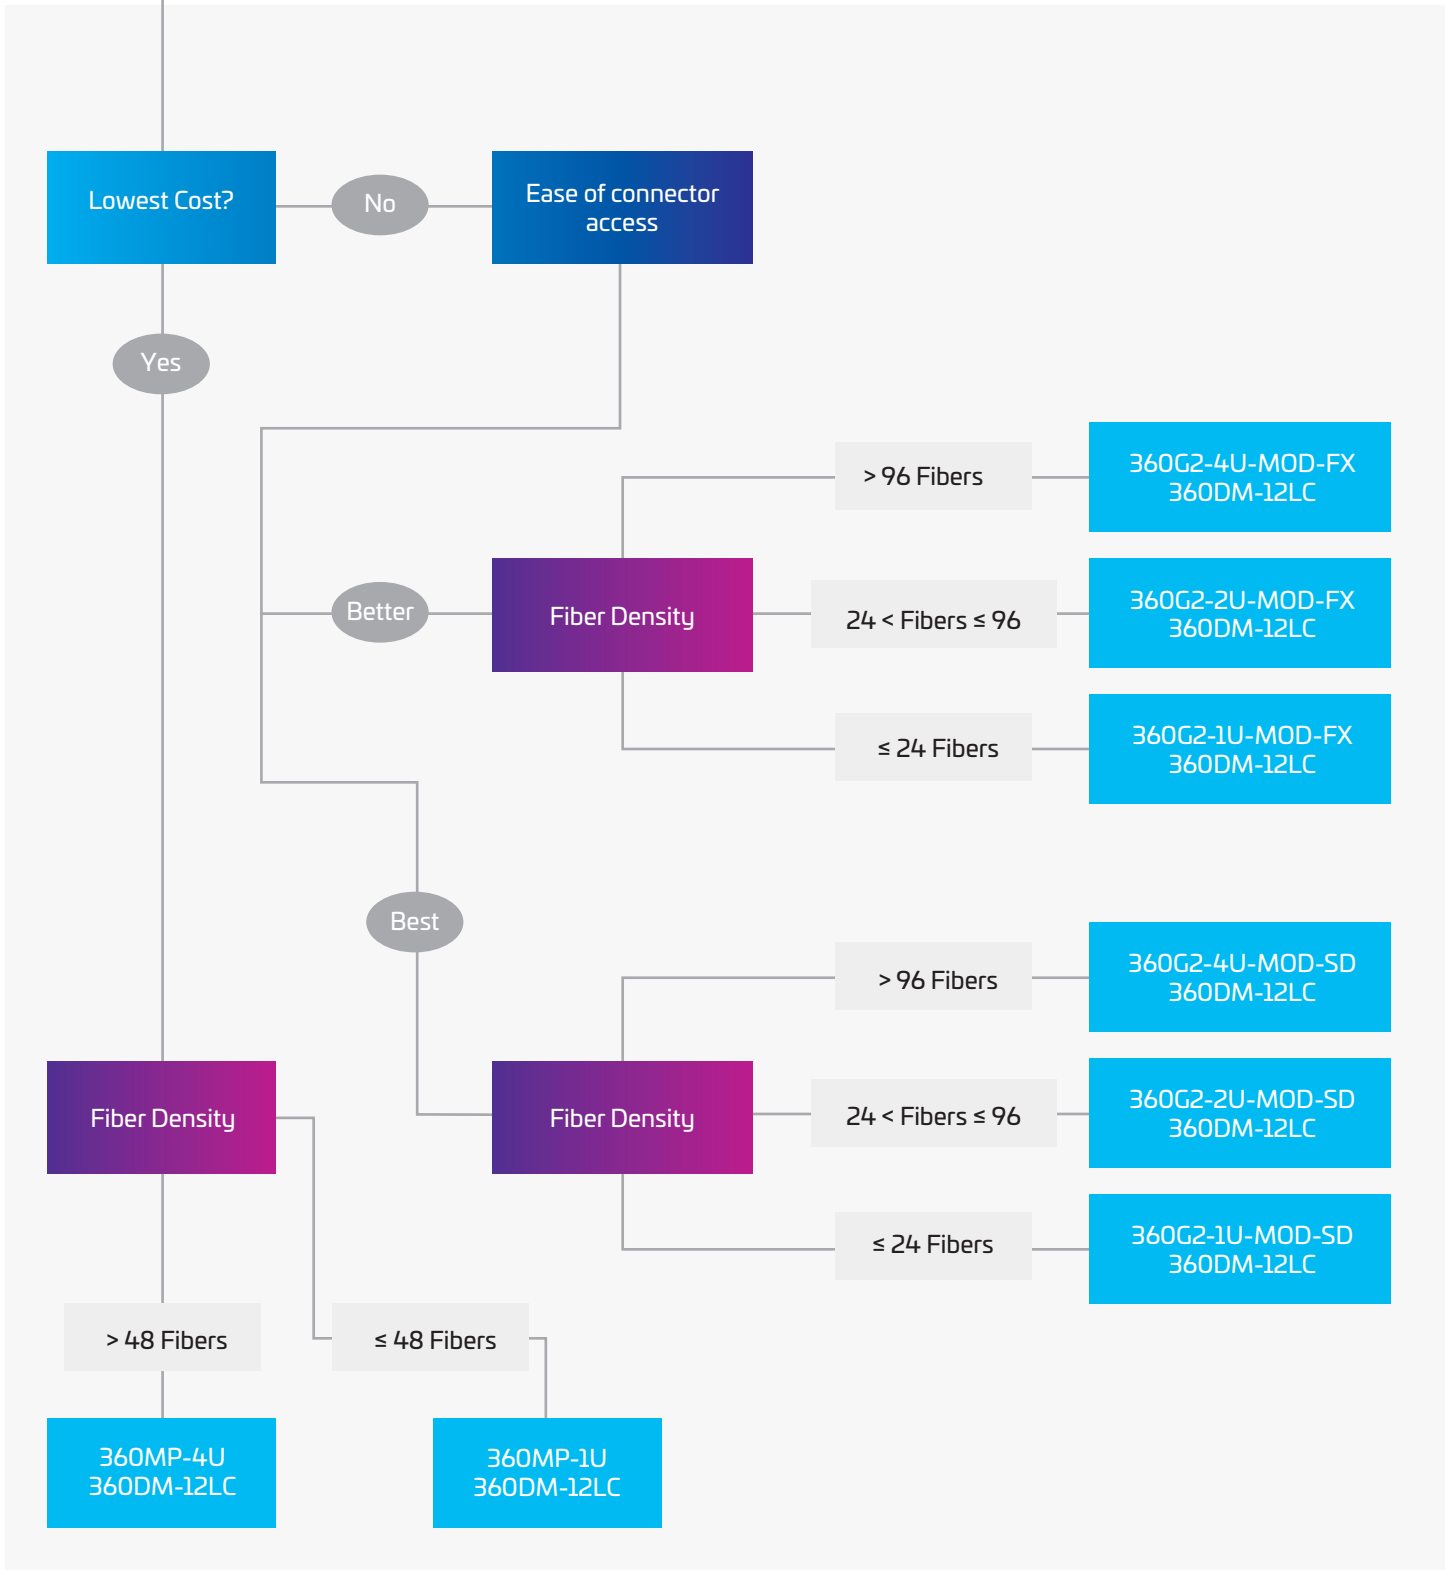 Lowest Cost?
No
Ease of connector
access
Yes
> 96 Fibers
360G2-4U-MOD-FX
360DM-12LC
Better
Fiber Density
24 < Fibers ≤ 96
360G2-2U-MOD-FX
360DM-12LC
≤ 24 Fibers
360G2-1U-MOD-FX
360DM-12LC
Best
> 96 Fibers
360G2-4U-MOD-SD
360DM-12LC
Fiber Density
Fiber Density
24 < Fibers ≤ 96
360G2-2U-MOD-SD
360DM-12LC
≤ 24 Fibers
360G2-1U-MOD-SD
360DM-12LC
> 48 Fibers
≤ 48 Fibers
360MP-4U
360DM-12LC
360MP-1U
360DM-12LC